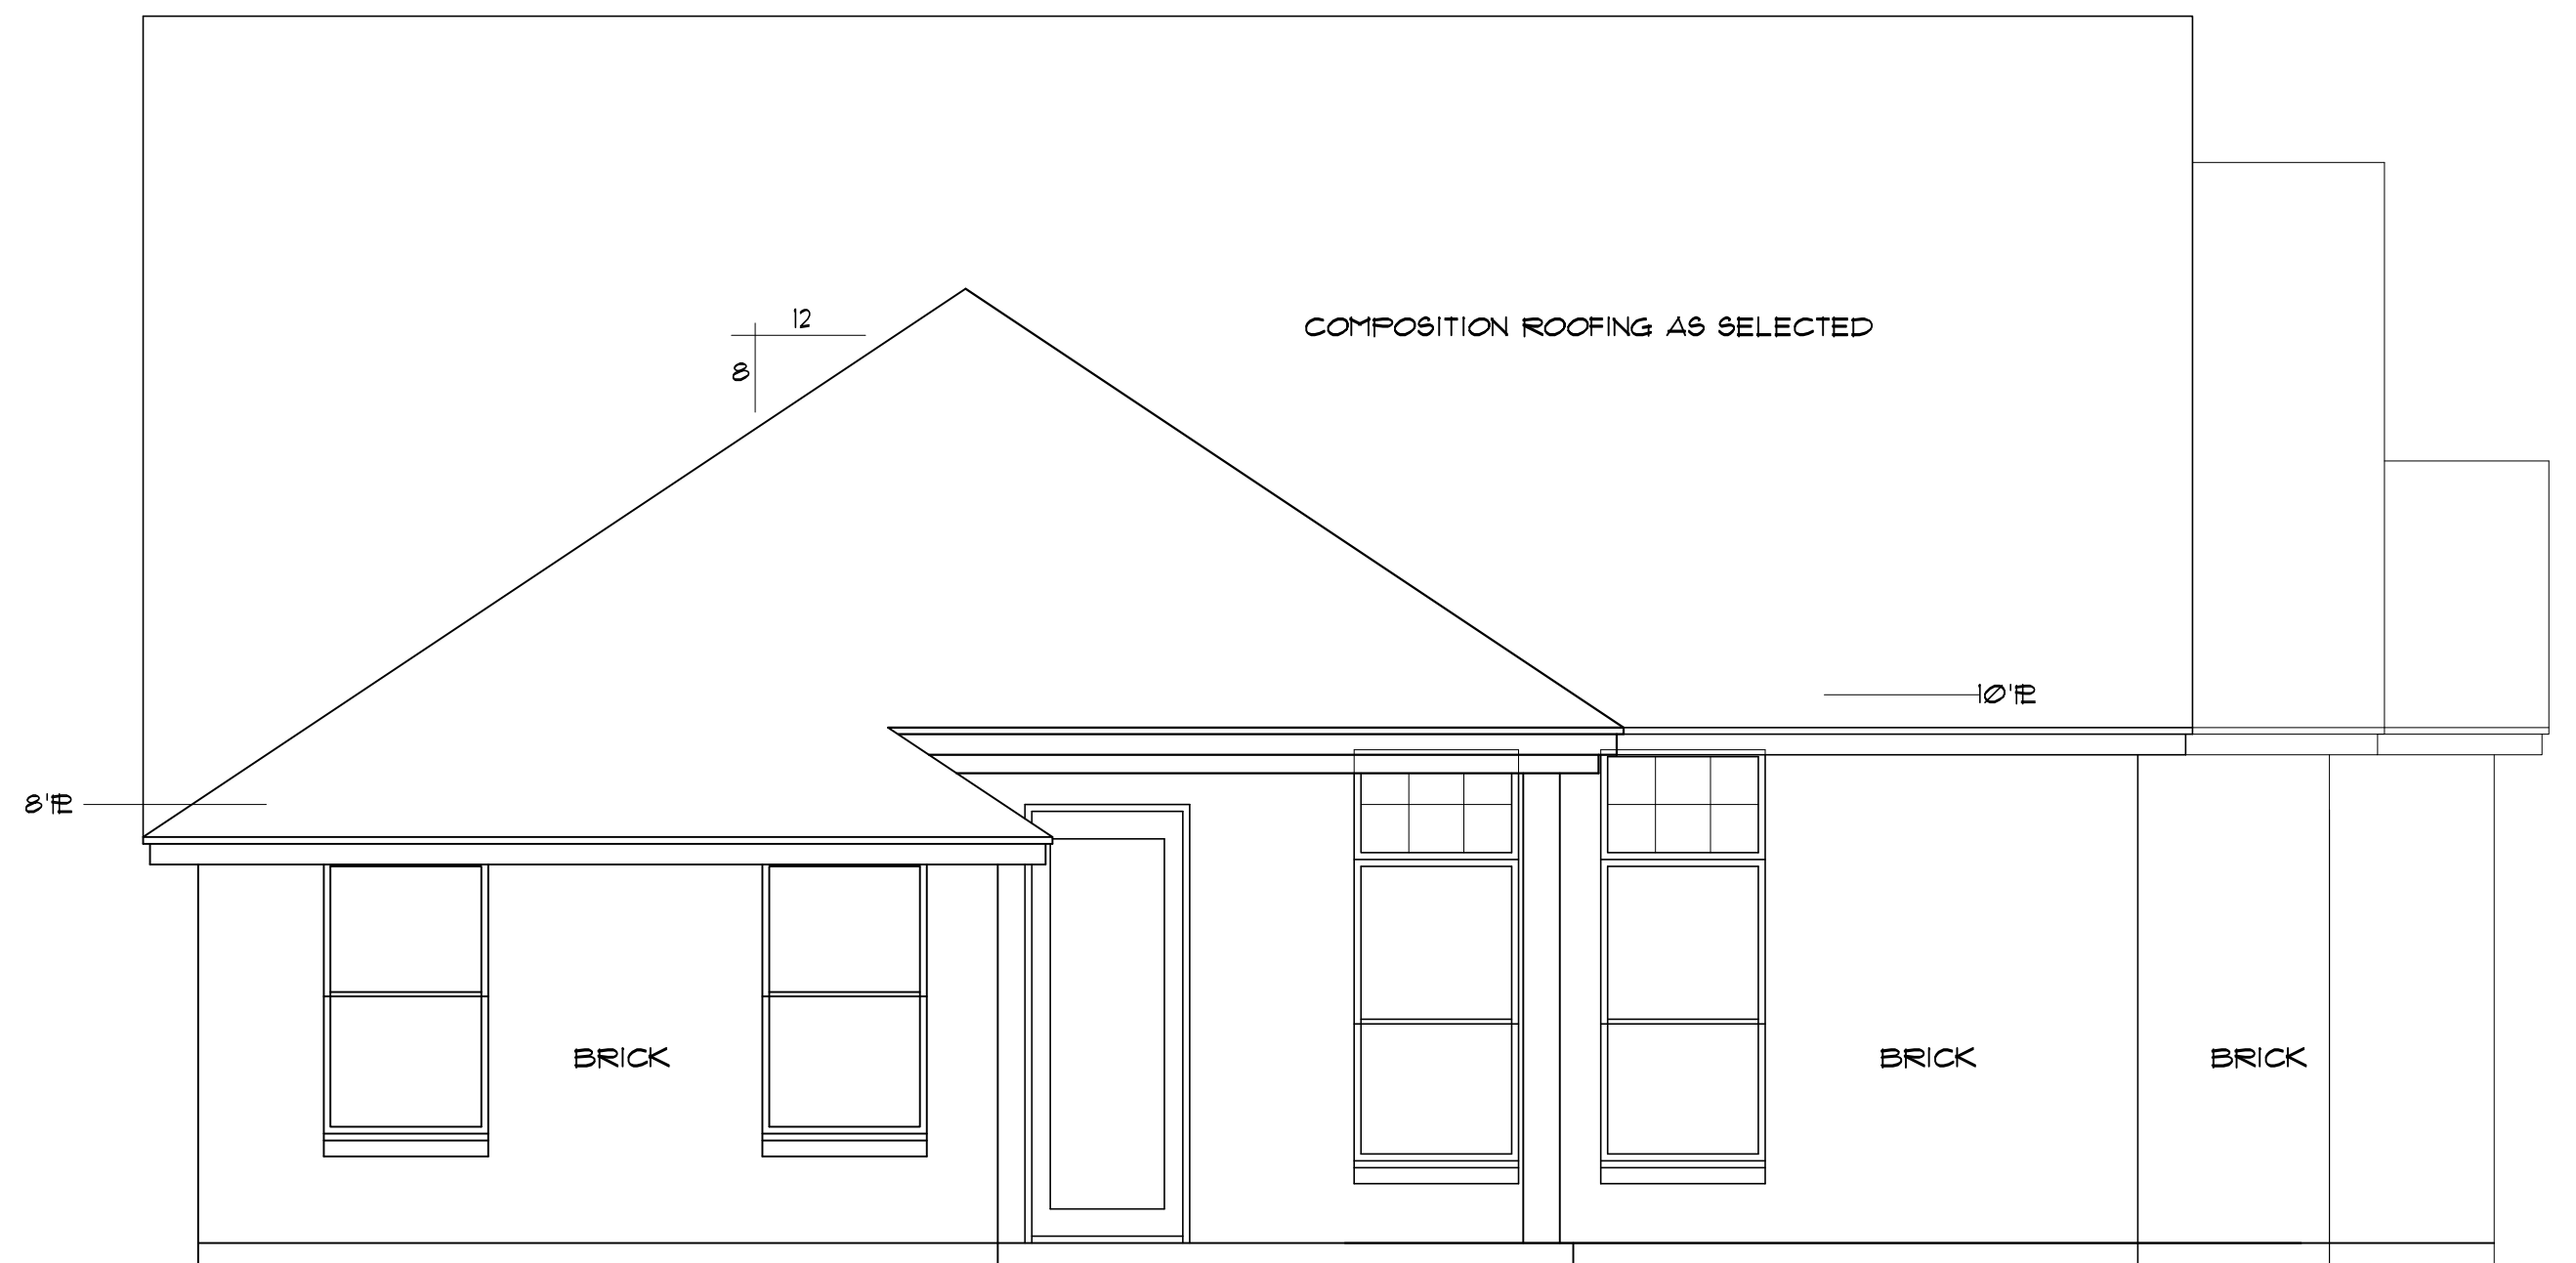 12
COMPOSITION ROOFING AS SELECTED
8
10'PL
8'PL
BRICK
BRICK
BRICK